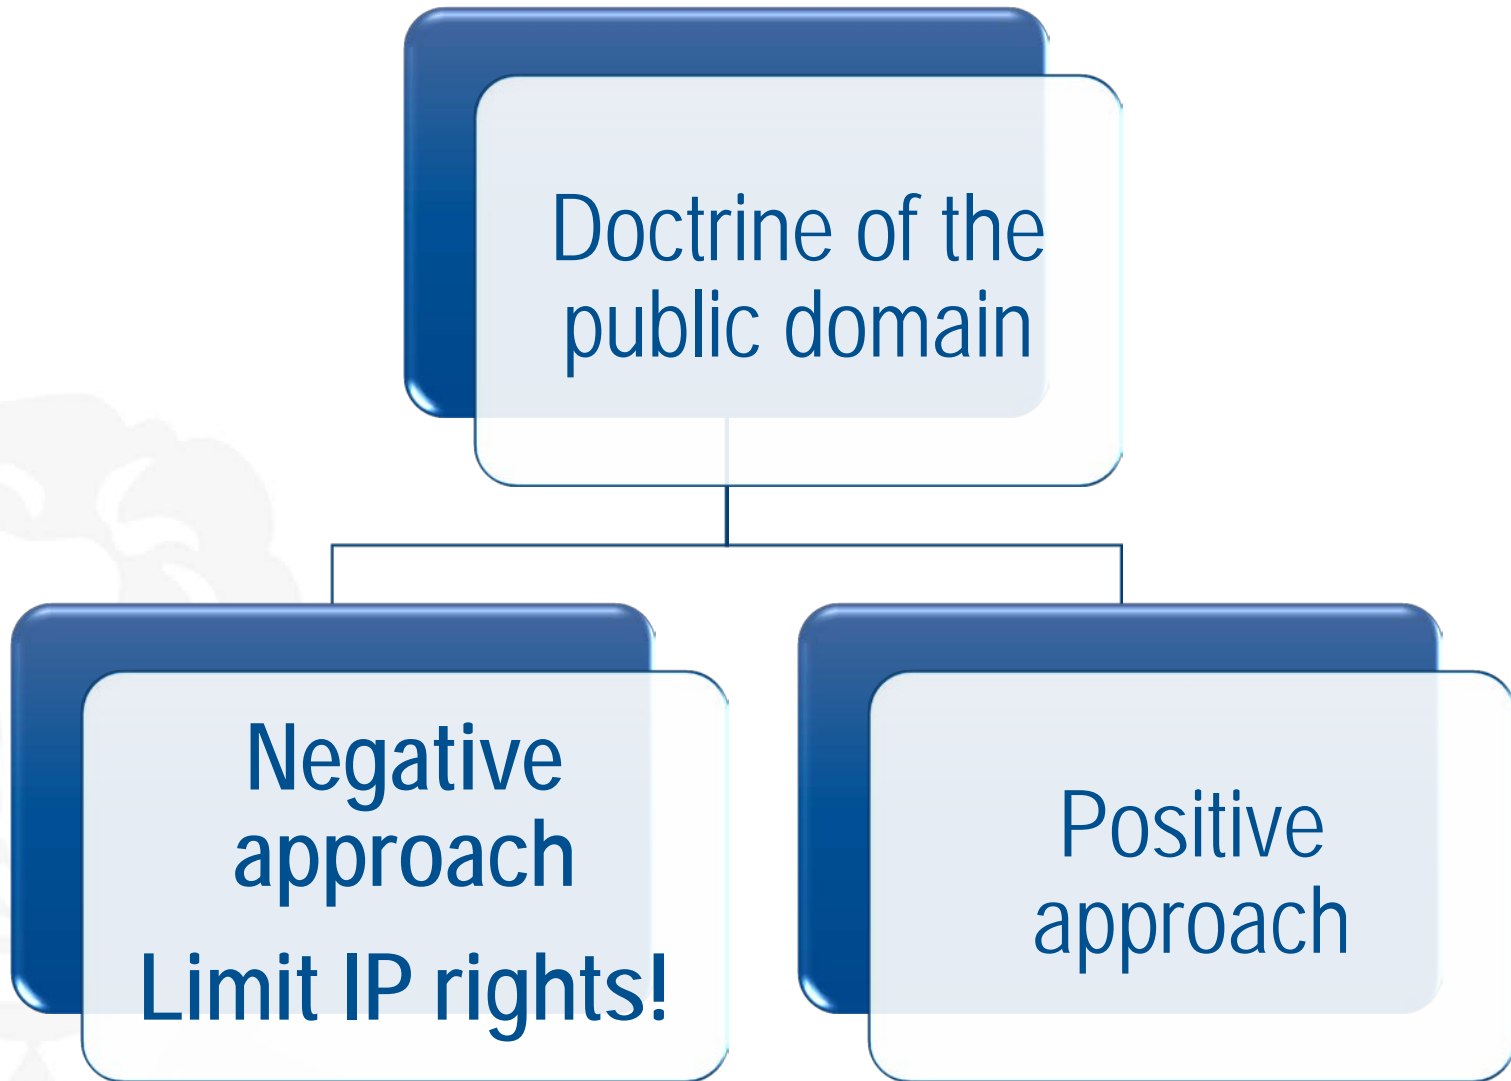 Doctrine of the
public domain
Negative
approach
Limit IP rights!
Positive
approach